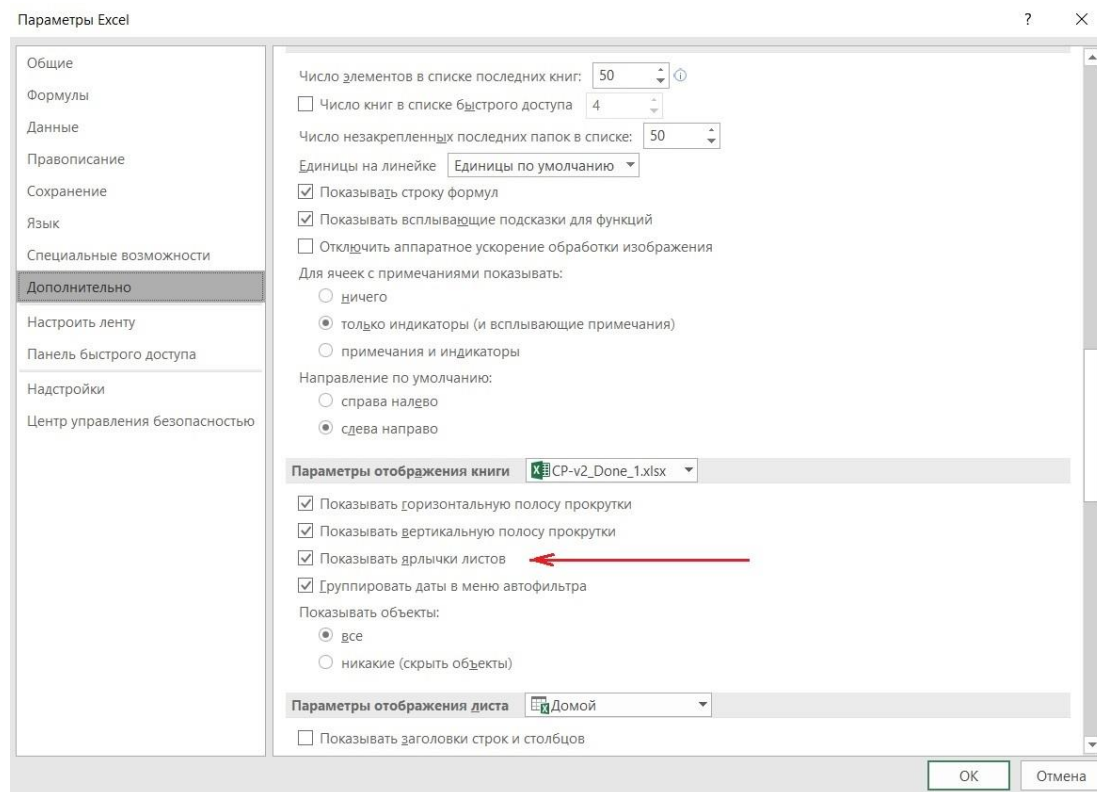 Параметры Excel
?
Общие
Формулы
Данные
Правописание
Сохранение
Язык
Специальные возможности
Дополнительно
Настроить ленту
Панель быстрого доступа
Надстройки
Центр управления безопасностью
Число элементов в списке последних книг: 50
Число книг в списке быстрого доступа 4
Число незакрепленных последних папок в списке: 50
Единицы на линейке Единицы по умолчанию
Показывать строку формул
Показывать всплывающие подсказки для функций
Отключить аппаратное ускорение обработки изображения
Для ячеек с примечаниями показывать:
ничего
только индикаторы (и всплывающие примечания)
примечания и индикаторы
Направление по умолчанию:
справа налево
слева направо
Параметры отображения книги CP-v2_Done_1.xlsx
Показывать горизонтальную полосу прокрутки
Показывать вертикальную полосу прокрутки
Показывать ярлычки листов
Группировать даты в меню автофильтра
Показывать объекты:
все
никакие (скрыть объекты)
Параметры отображения листа Домой
Показывать заголовки строк и столбцов
ОК Отмена